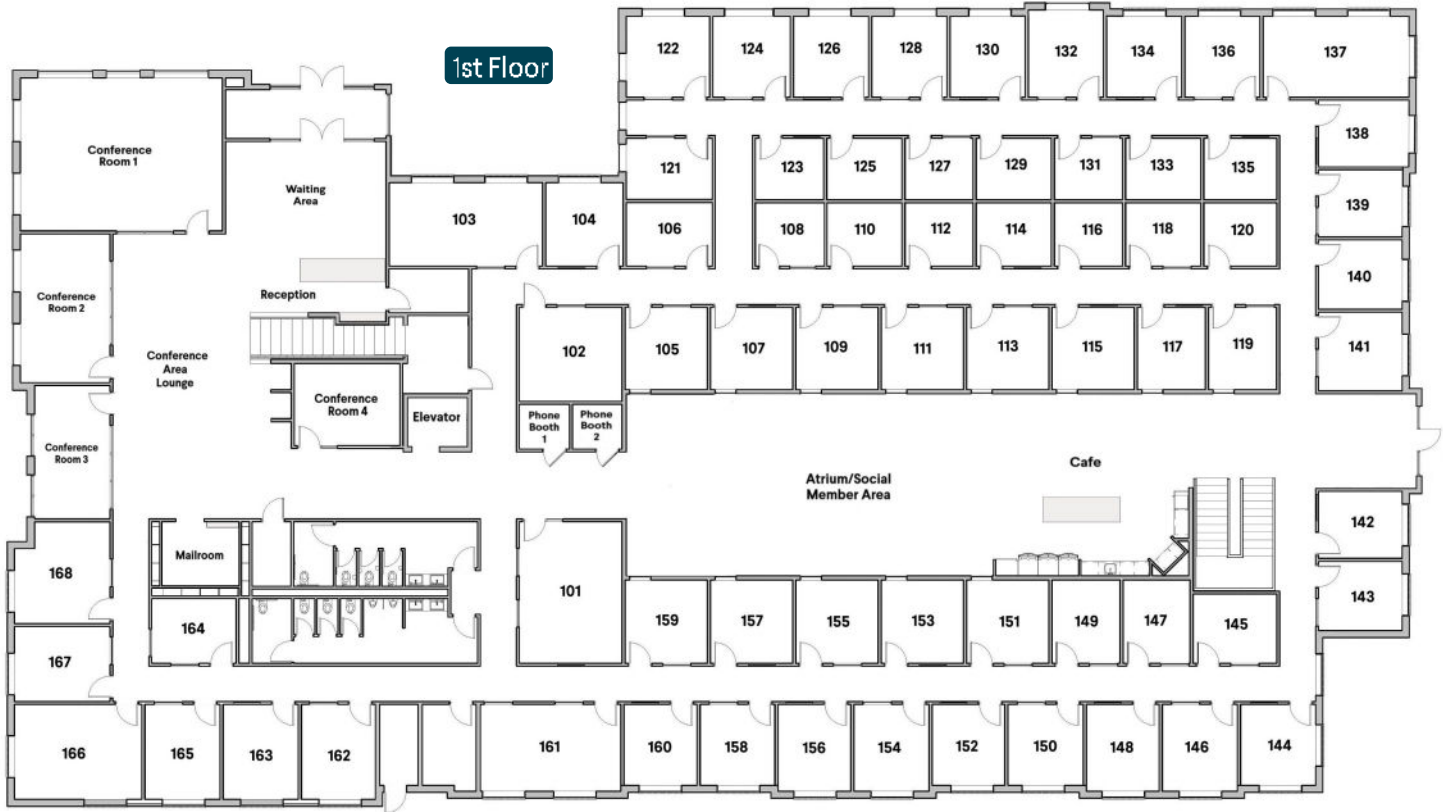 1st Floor
122
124
126
128
130
132
134
136
137
138
Conference
Room 1
121
123
125
127
129
131
133
135
Waiting
Area
139
103
104
106
108
110
112
114
116
118
120
140
Conference
Room 2
Reception
141
Conference
Area
Lounge
102
105
107
109
111
113
115
117
119
Conference
Room 4
Elevator
Phone
Booth
1
Phone
Booth
2
Conference
Room 3
Cafe
Atrium/Social
Member Area
142
Mailroom
168
101
143
164
159
157
155
153
151
149
147
145
167
166
165
163
162
161
160
158
156
154
152
150
148
146
144